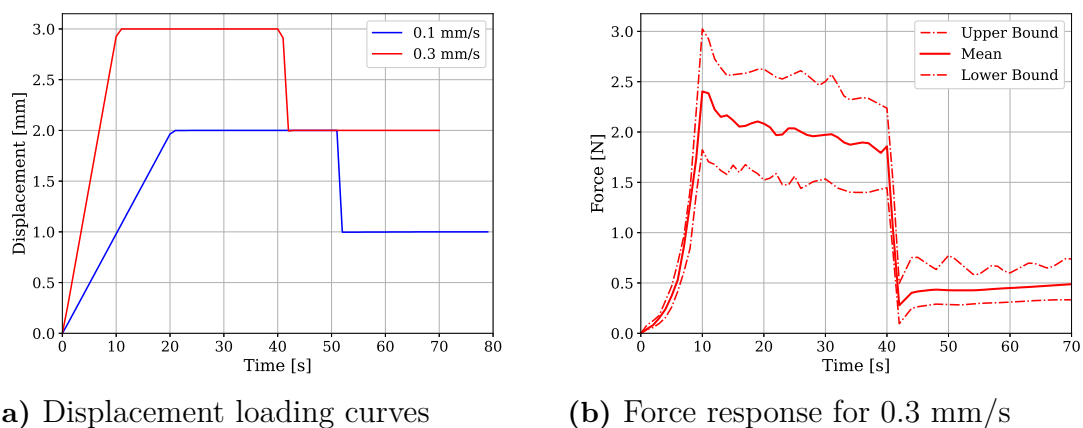 0.1 mm/s
0.3 mm/s
Displacement [mm]
3.0
2.5
2.0
1.5
1.0
0.5
0.0
0 10 20 30 40 50 60 70 80
Time [s]
a) Displacement loading curves
Upper Bound
Mean
Lower Bound
Force [N]
3.0
2.5
2.0
1.5
1.0
0.5
0.0
0 10 20 30 40 50 60 70
Time [s]
(b) Force response for 0.3 mm/s